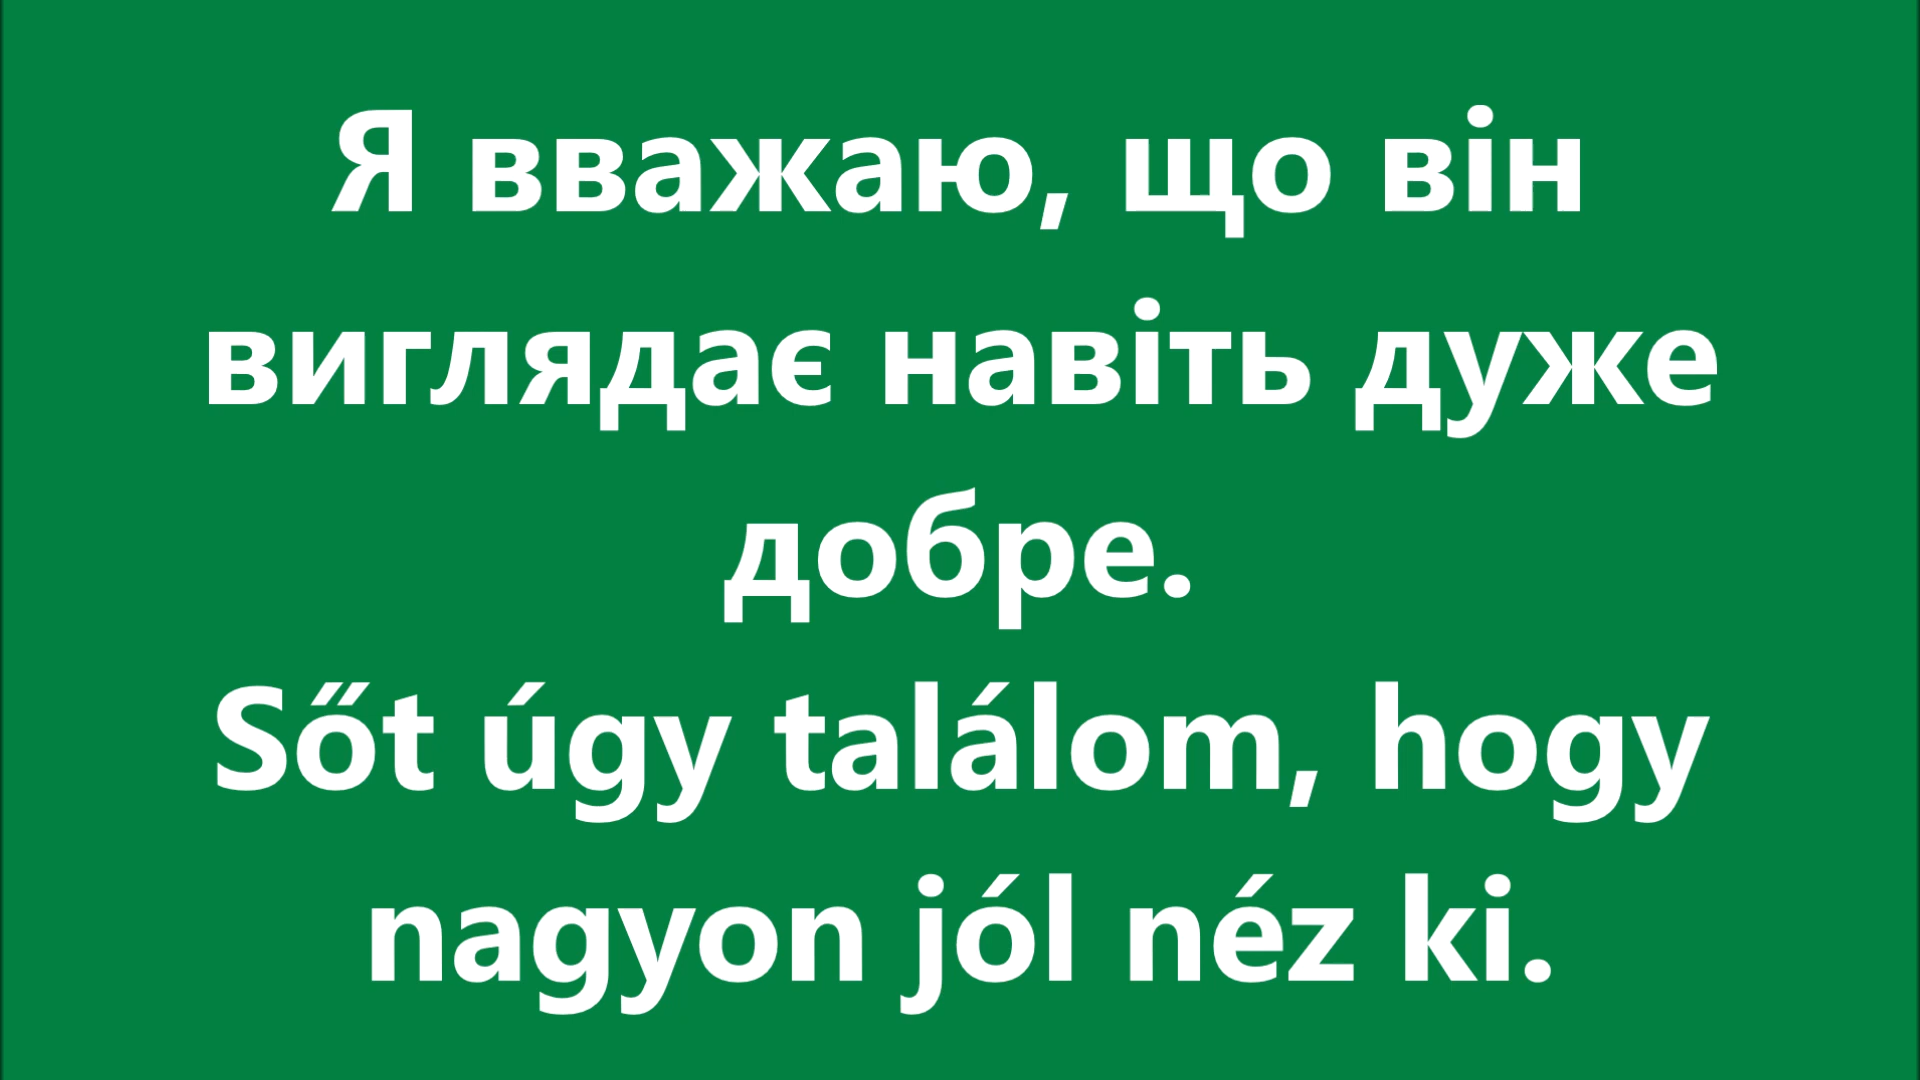 Я вважаю, що він
виглядає навіть дуже
добре.
Sőt úgy találom, hogy
nagyon jól néz ki.